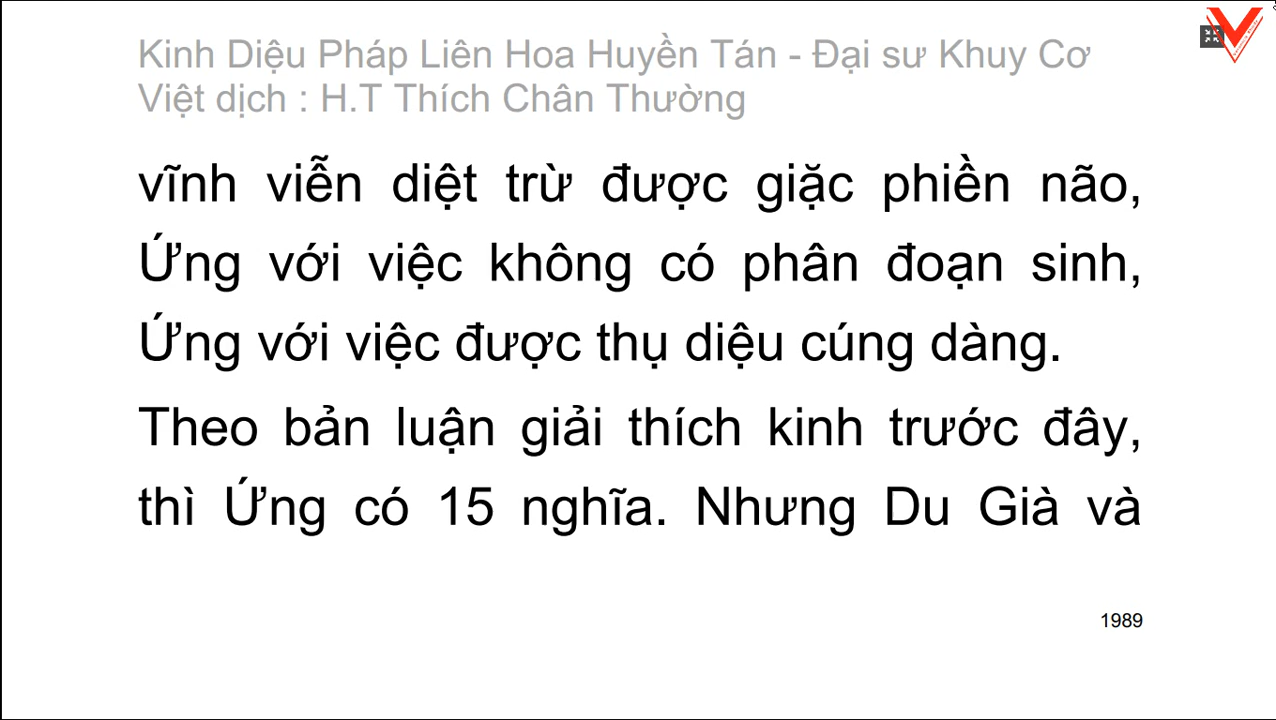 Kinh Diệu Pháp Liên Hoa Huyền Tán - Đại sư Khuy Cơ
Việt dịch : H.T Thích Chân Thường
vĩnh viễn diệt trừ được giặc phiền não,
Ứng với việc không có phân đoạn sinh,
Ứng với việc được thụ diệu cúng dàng.
Theo bản luận giải thích kinh trước đây,
thì Ứng có 15 nghĩa. Nhưng Du Già và
1989